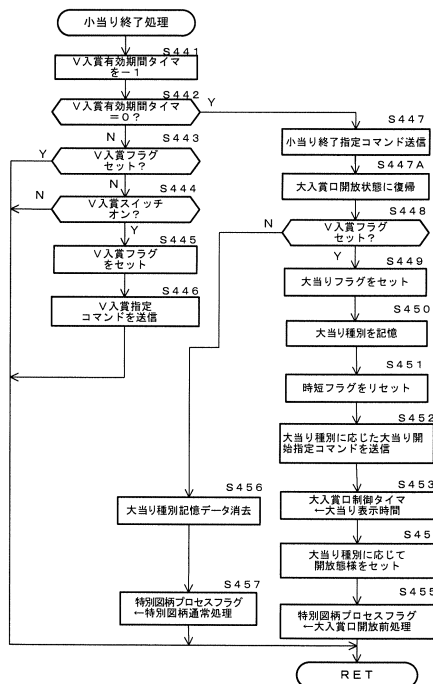 小当り終了処理
S441
V入賞有効期間タイマ
を－1
S442
V入賞有効期間タイマ
＝0？
Y
N
S443
V入賞フラグ
セット？
Y
N
S444
V入賞スイッチ
オン？
N
Y
S445
V入賞フラグ
をセット
S446
V入賞指定
コマンドを送信
S447
小当り終了指定コマンド送信
S447A
大入賞口開放状態に復帰
S448
V入賞フラグ
セット？
N
Y
S449
大当りフラグをセット
S450
大当り種別を記憶
S451
時短フラグをリセット
S452
大当り種別に応じた大当り開
始指定コマンドを送信
S453
大入賞口制御タイマ
←大当り表示時間
S45
大当り種別に応じて
開放態様をセット
S455
特別図柄プロセスフラグ
←大入賞口開放前処理
S456
大当り種別記憶データ消去
S457
特別図柄プロセスフラグ
←特別図柄通常処理
RET